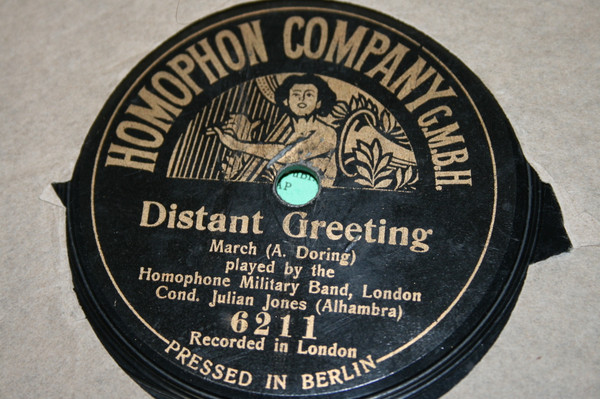 HOMOPHON COMPANY G.M.B.H.
Distant Greeting
March (A. Doring)
played by the
Homophone Military Band, London
Cond. Julian Jones (Alhambra)
6211
Recorded in London
PRESSED IN BERLIN